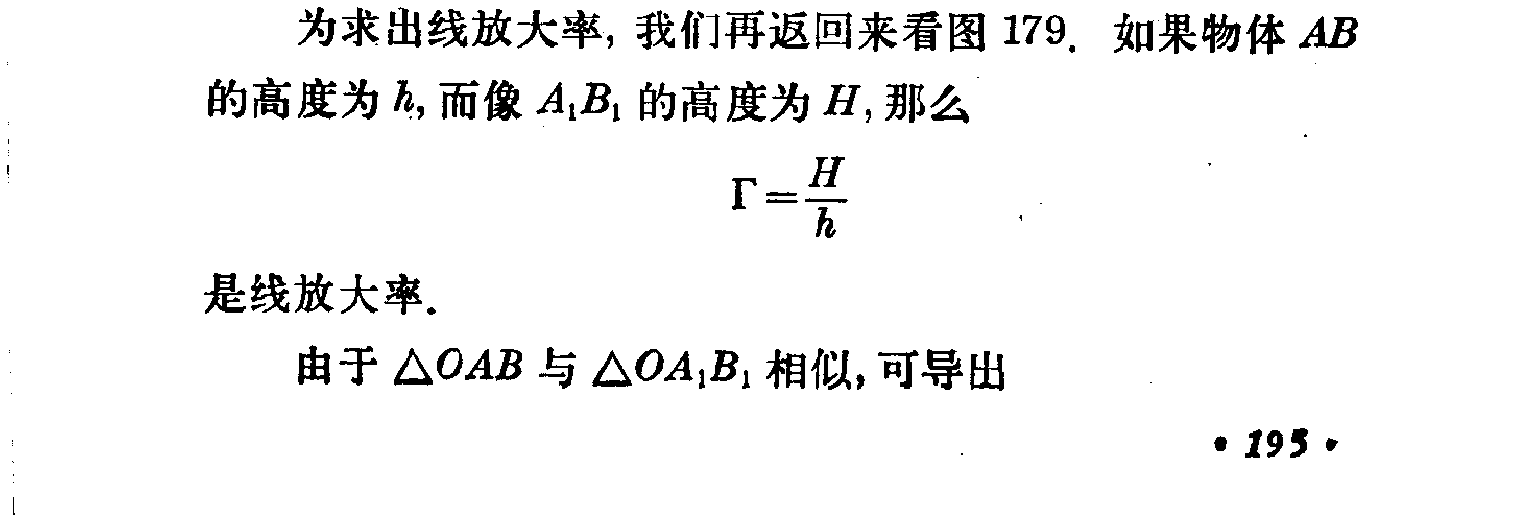 为求出线放大率, 我们再返回来看图 179. 如果物体 AB
的高度为 h, 而像 A₁B₁ 的高度为 H, 那么
Γ = H/h
是线放大率.
由于 △OAB 与 △OA₁B₁ 相似, 可导出
• 195 •